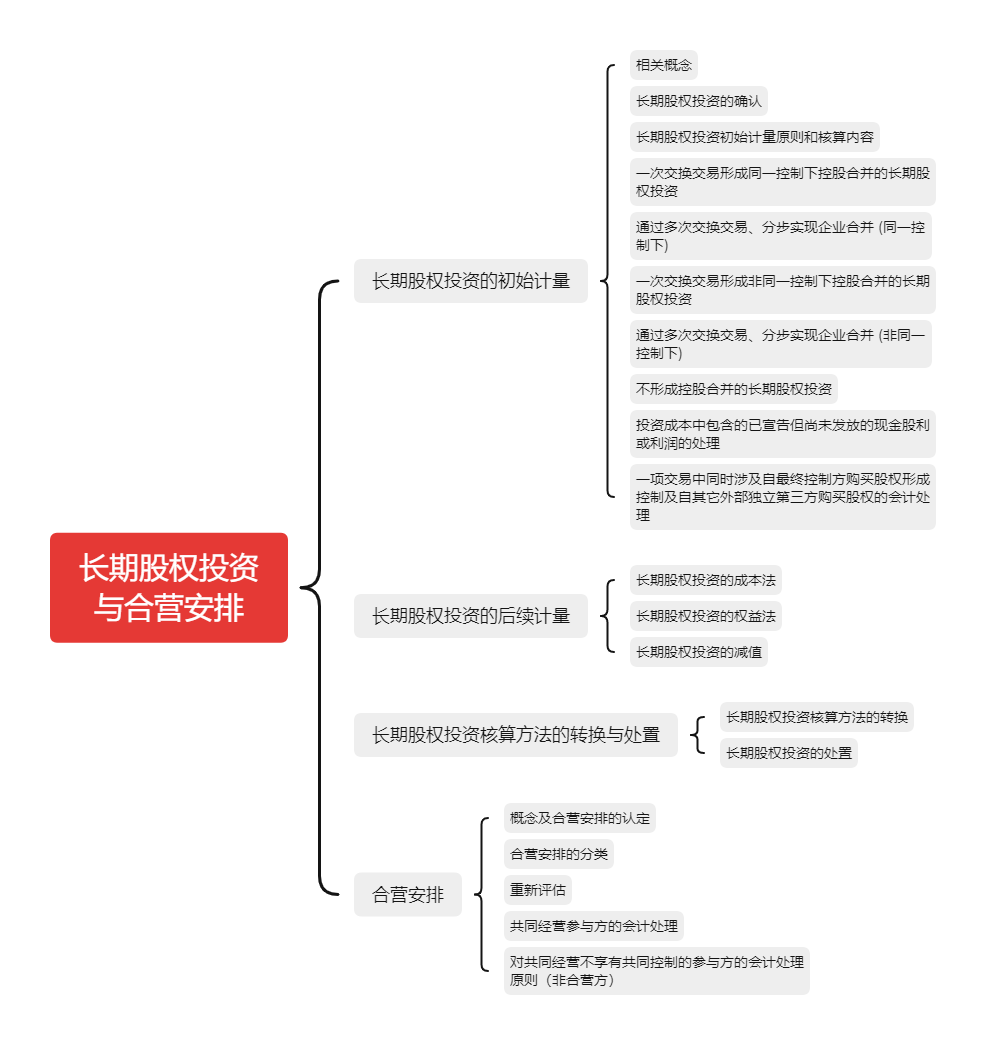 长期股权投资
与合营安排
长期股权投资的初始计量
相关概念
长期股权投资的确认
长期股权投资初始计量原则和核算内容
一次交换交易形成同一控制下控股合并的长期股
权投资
通过多次交换交易、分步实现企业合并 (同一控
制下)
一次交换交易形成非同一控制下控股合并的长期
股权投资
通过多次交换交易、分步实现企业合并 (非同一
控制下)
不形成控股合并的长期股权投资
投资成本中包含的已宣告但尚未发放的现金股利
或利润的处理
一项交易中同时涉及自最终控制方购买股权形成
控制及自其它外部独立第三方购买股权的会计处
理
长期股权投资的后续计量
长期股权投资的成本法
长期股权投资的权益法
长期股权投资的减值
长期股权投资核算方法的转换与处置
长期股权投资核算方法的转换
长期股权投资的处置
合营安排
概念及合营安排的认定
合营安排的分类
重新评估
共同经营参与方的会计处理
对共同经营不享有共同控制的参与方的会计处理
原则（非合营方）